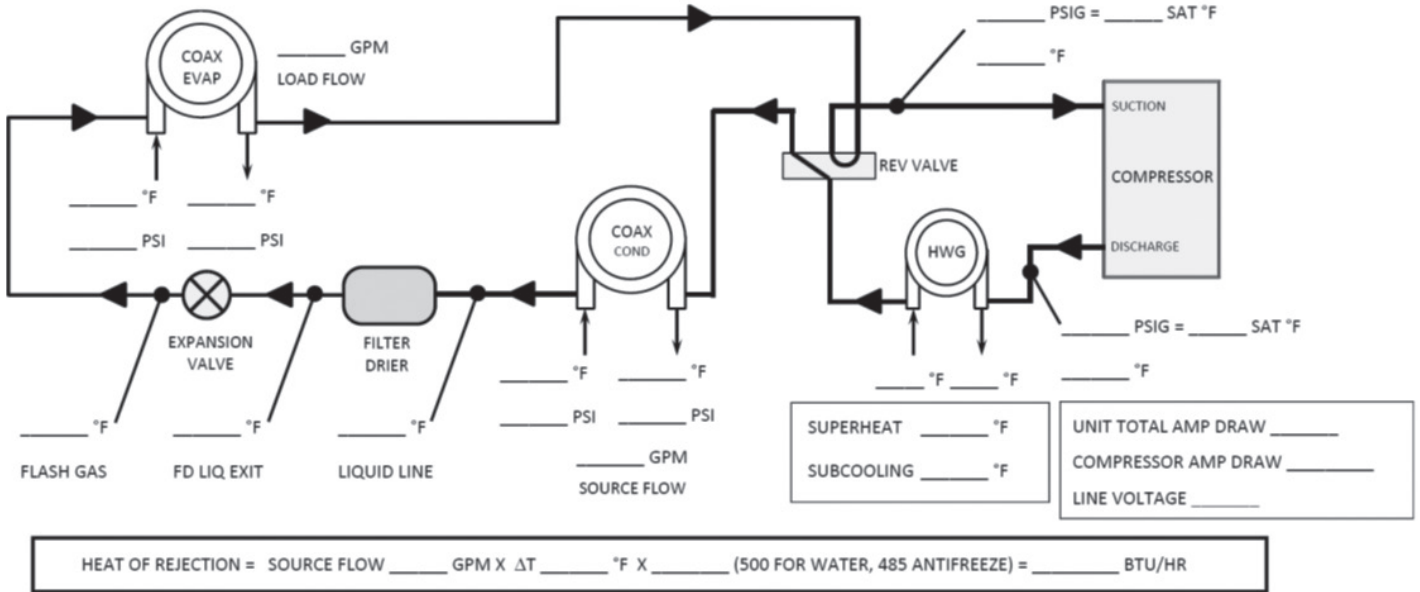 _______ PSIG = ______ SAT °F
_______ °F
COAX
EVAP
_______ GPM
LOAD FLOW
SUCTION
COMPRESSOR
DISCHARGE
REV VALVE
_______ °F _______ °F
_______ PSI _______ PSI
COAX
COND
HWG
EXPANSION
VALVE
FILTER
DRIER
_______ PSIG = ______ SAT °F
_______ °F
_______ °F _______ °F
_______ PSI _______ PSI
_____ °F _____ °F
_______ °F
FLASH GAS
_______ °F
FD LIQ EXIT
_______ °F
LIQUID LINE
_______ GPM
SOURCE FLOW
SUPERHEAT _______ °F
SUBCOOLING _______ °F
UNIT TOTAL AMP DRAW _______
COMPRESSOR AMP DRAW _________
LINE VOLTAGE _______
HEAT OF REJECTION = SOURCE FLOW ______ GPM X ΔT _______ °F X ________ (500 FOR WATER, 485 ANTIFREEZE) = _________ BTU/HR